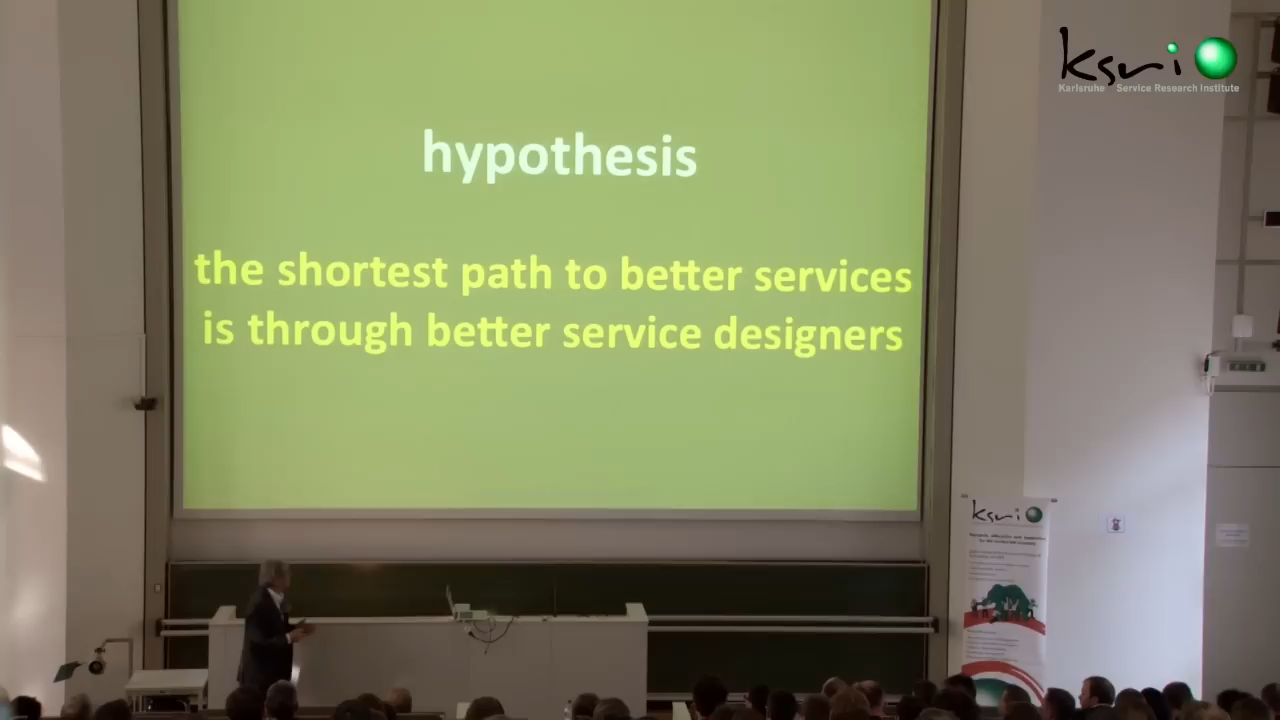 ksri
Karlsruhe Service Research Institute
hypothesis
the shortest path to better services
is through better service designers
ksri